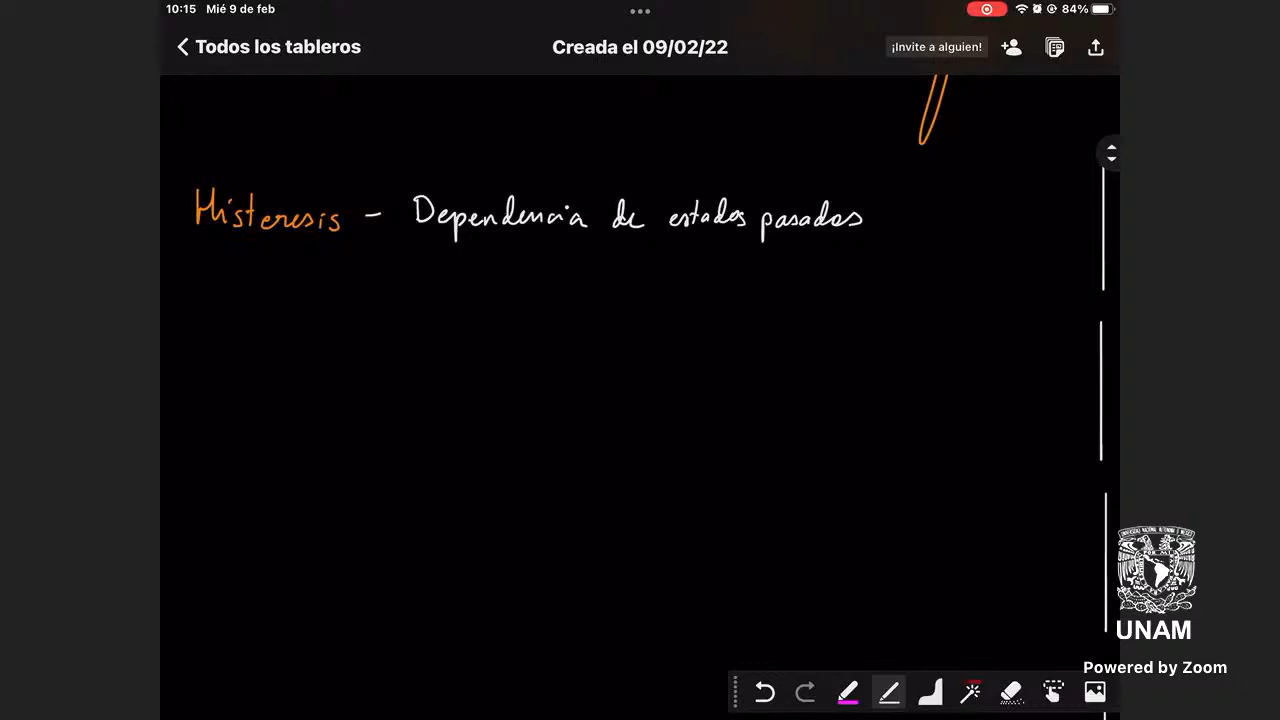 10:15 Mié 9 de feb
84%
Todos los tableros
Creada el 09/02/22
¡Invite a alguien!
Histeresis - Dependencia de estados pasados
UNAM
Powered by Zoom